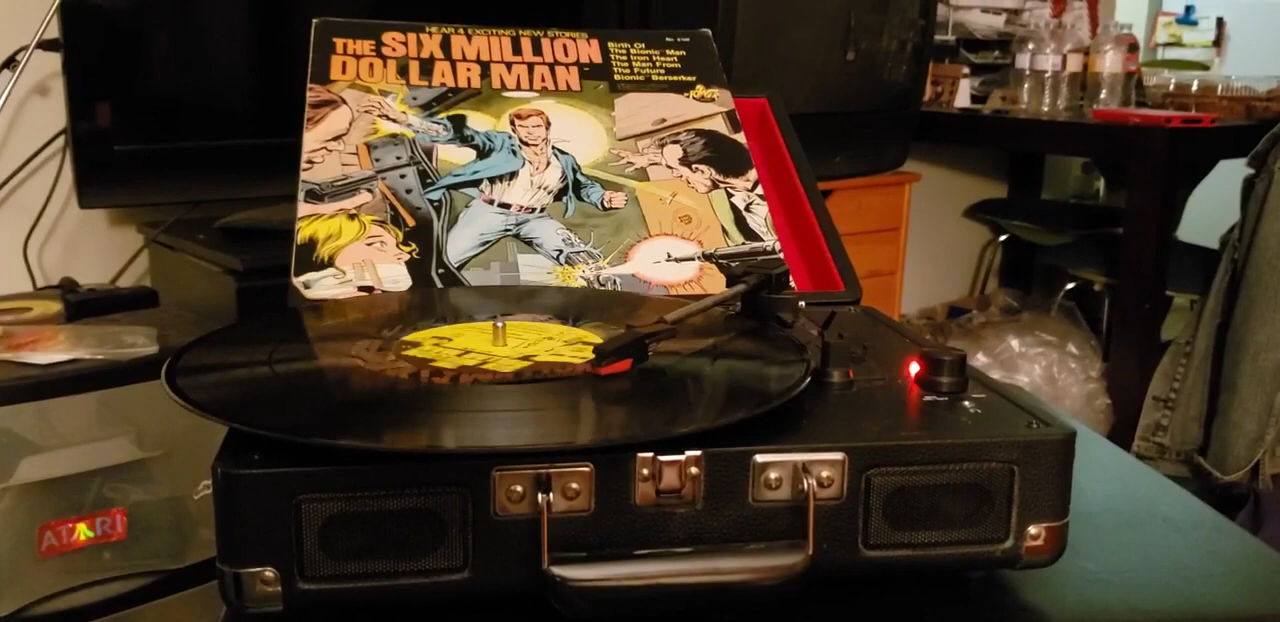 HEAR 4 EXCITING NEW STORIES
THE SIX MILLION
DOLLAR MAN
Birth Of
The Bionic Man
The Iron Heart
The Man From
The Future
Bionic Berserker
ATARI